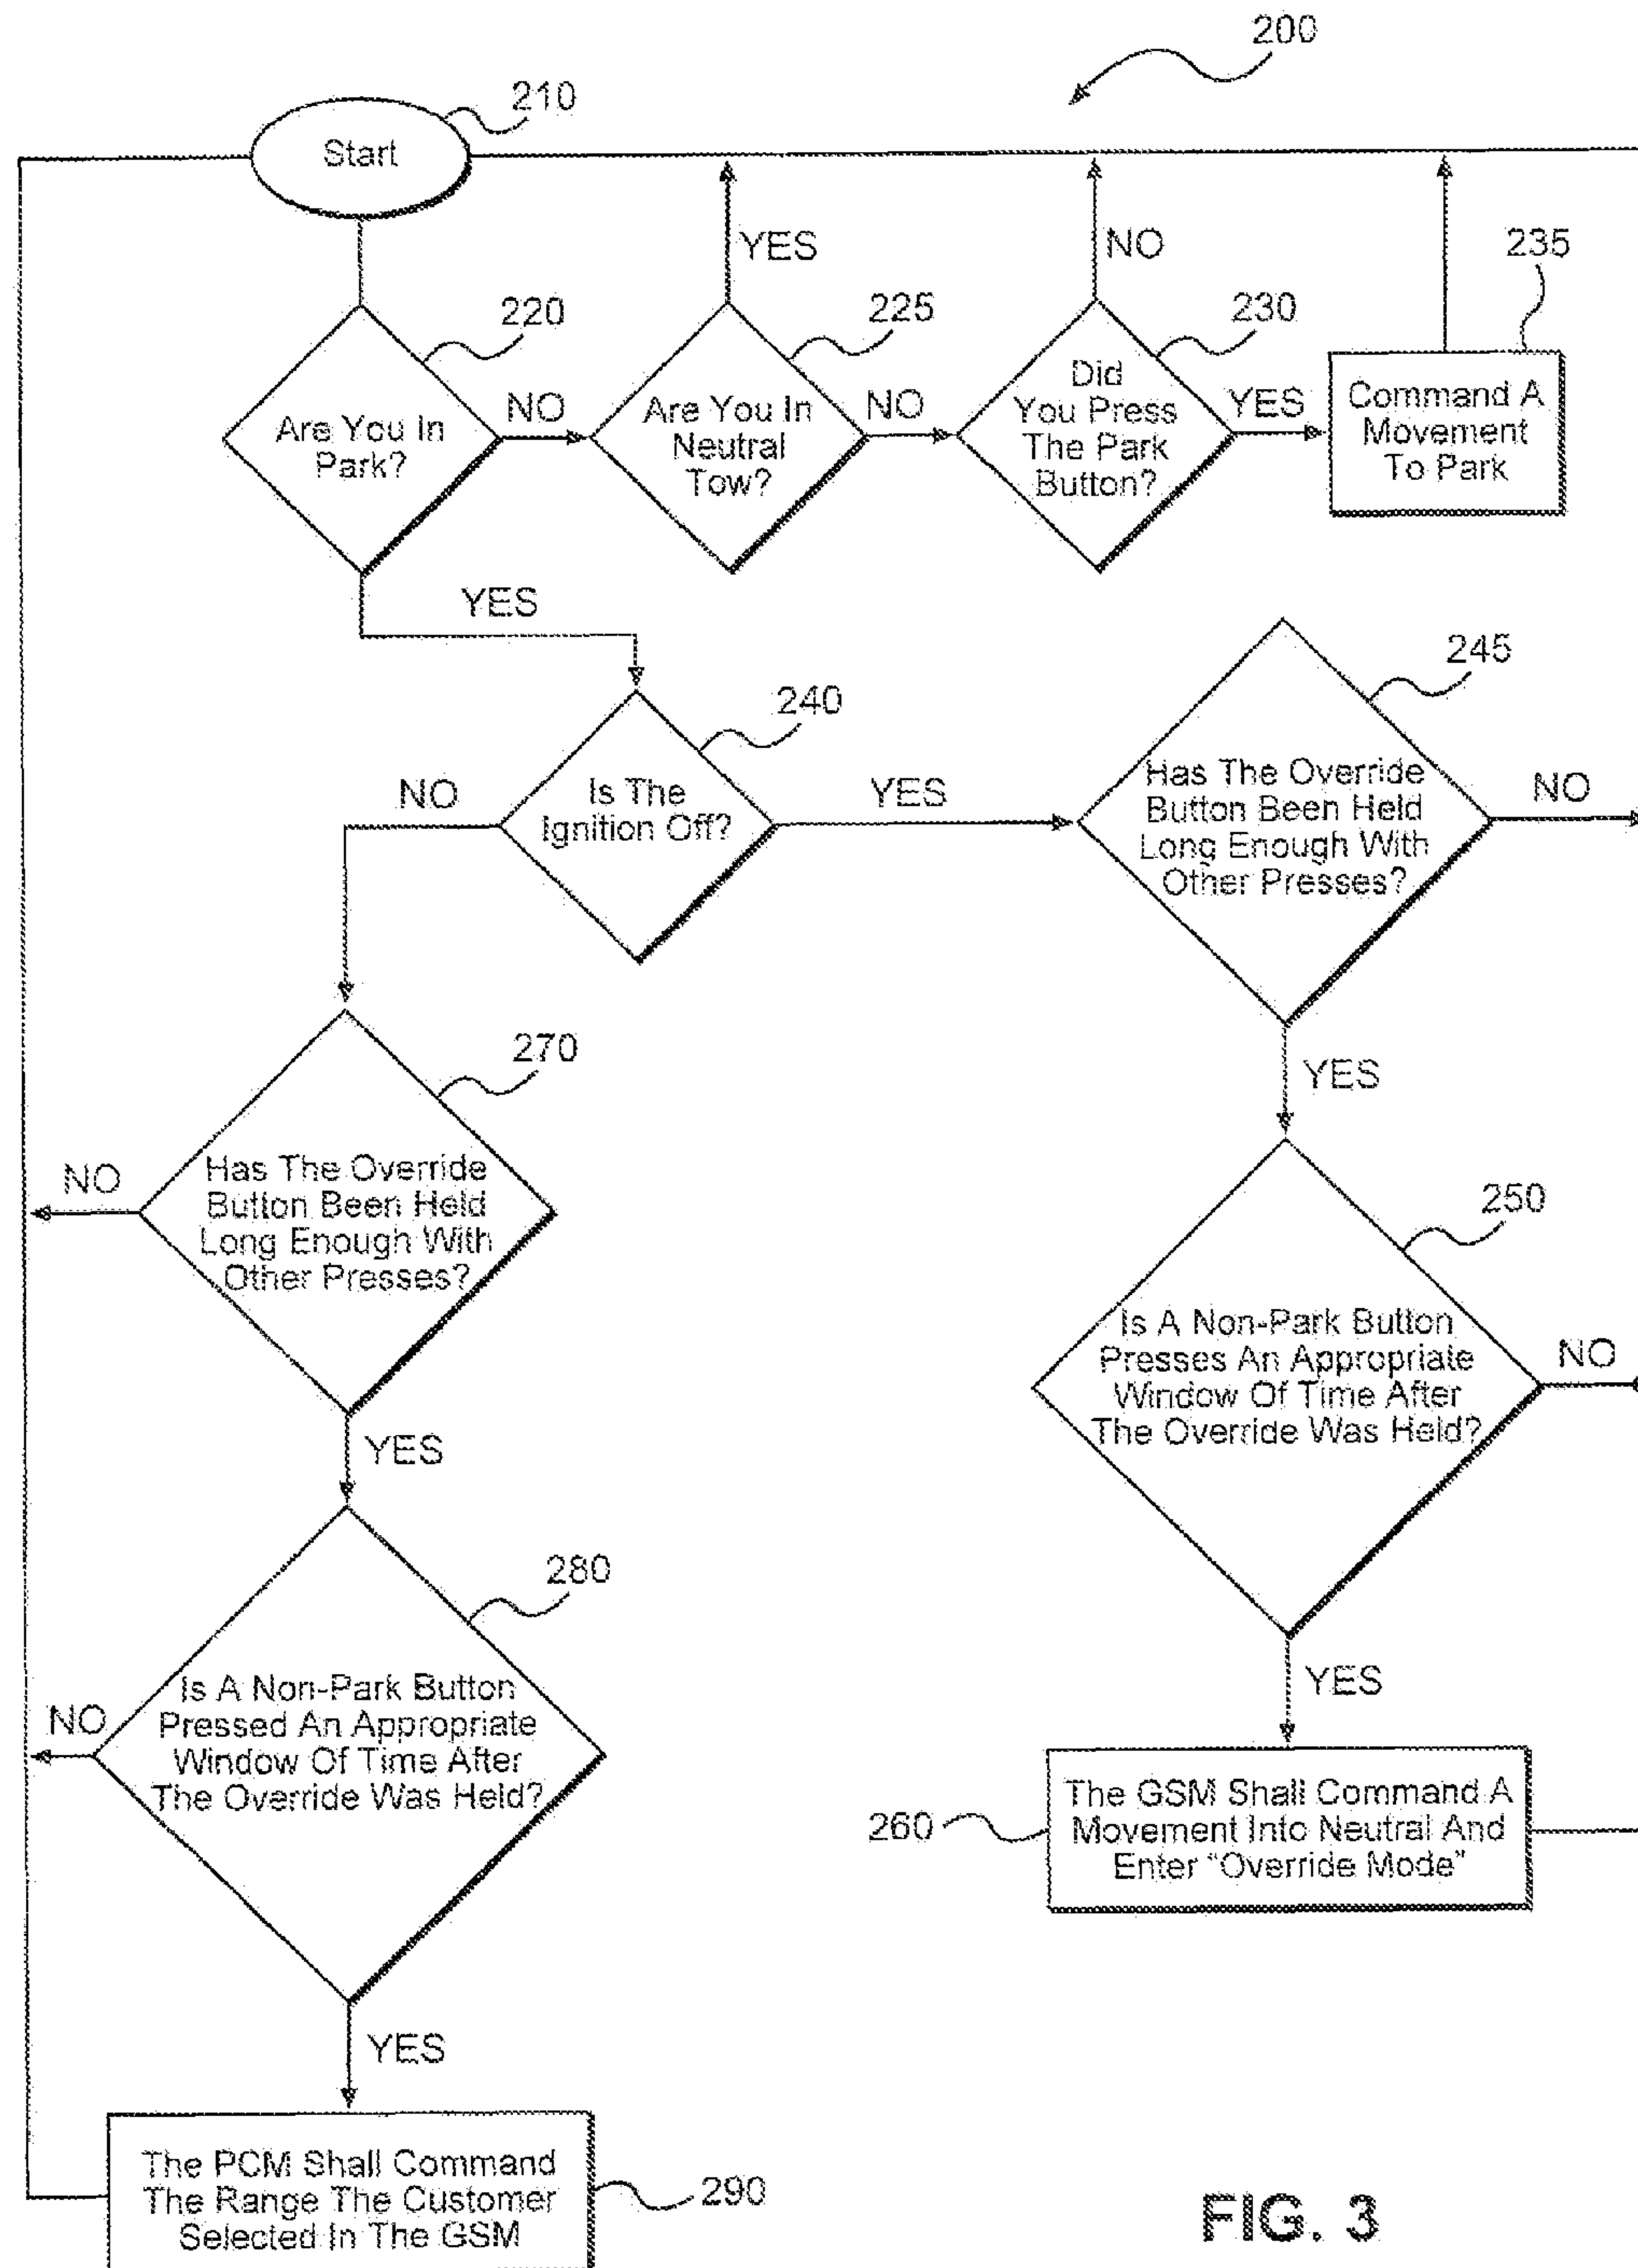 200
210
Start
YES
NO
235
220
225
230
Are You In
Park?
NO
Are You In
Neutral
Tow?
NO
Did
You Press
The Park
Button?
YES
Command A
Movement
To Park
YES
240
245
NO
Is The
Ignition Off?
YES
Has The Override
Button Been Held
Long Enough With
Other Presses?
NO
270
YES
NO
Has The Override
Button Been Held
Long Enough With
Other Presses?
250
YES
Is A Non-Park Button
Presses An Appropriate
Window Of Time After
The Override Was Held?
NO
280
YES
NO
Is A Non-Park Button
Pressed An Appropriate
Window Of Time After
The Override Was Held?
260
The GSM Shall Command A
Movement Into Neutral And
Enter “Override Mode”
YES
The PCM Shall Command
The Range The Customer
Selected In The GSM
290
FIG. 3